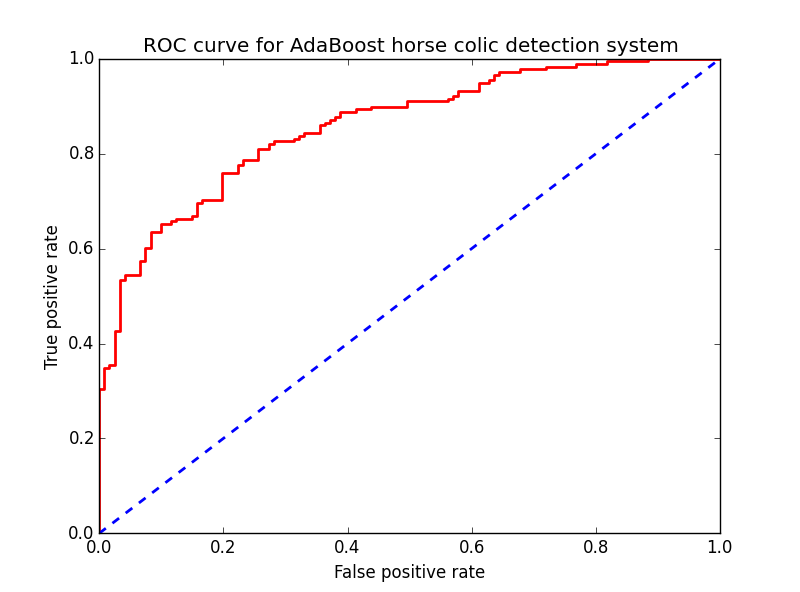 ROC curve for AdaBoost horse colic detection system
1.0
0.8
0.6
0.4
0.2
0.0
True positive rate
0.0 0.2 0.4 0.6 0.8 1.0
False positive rate